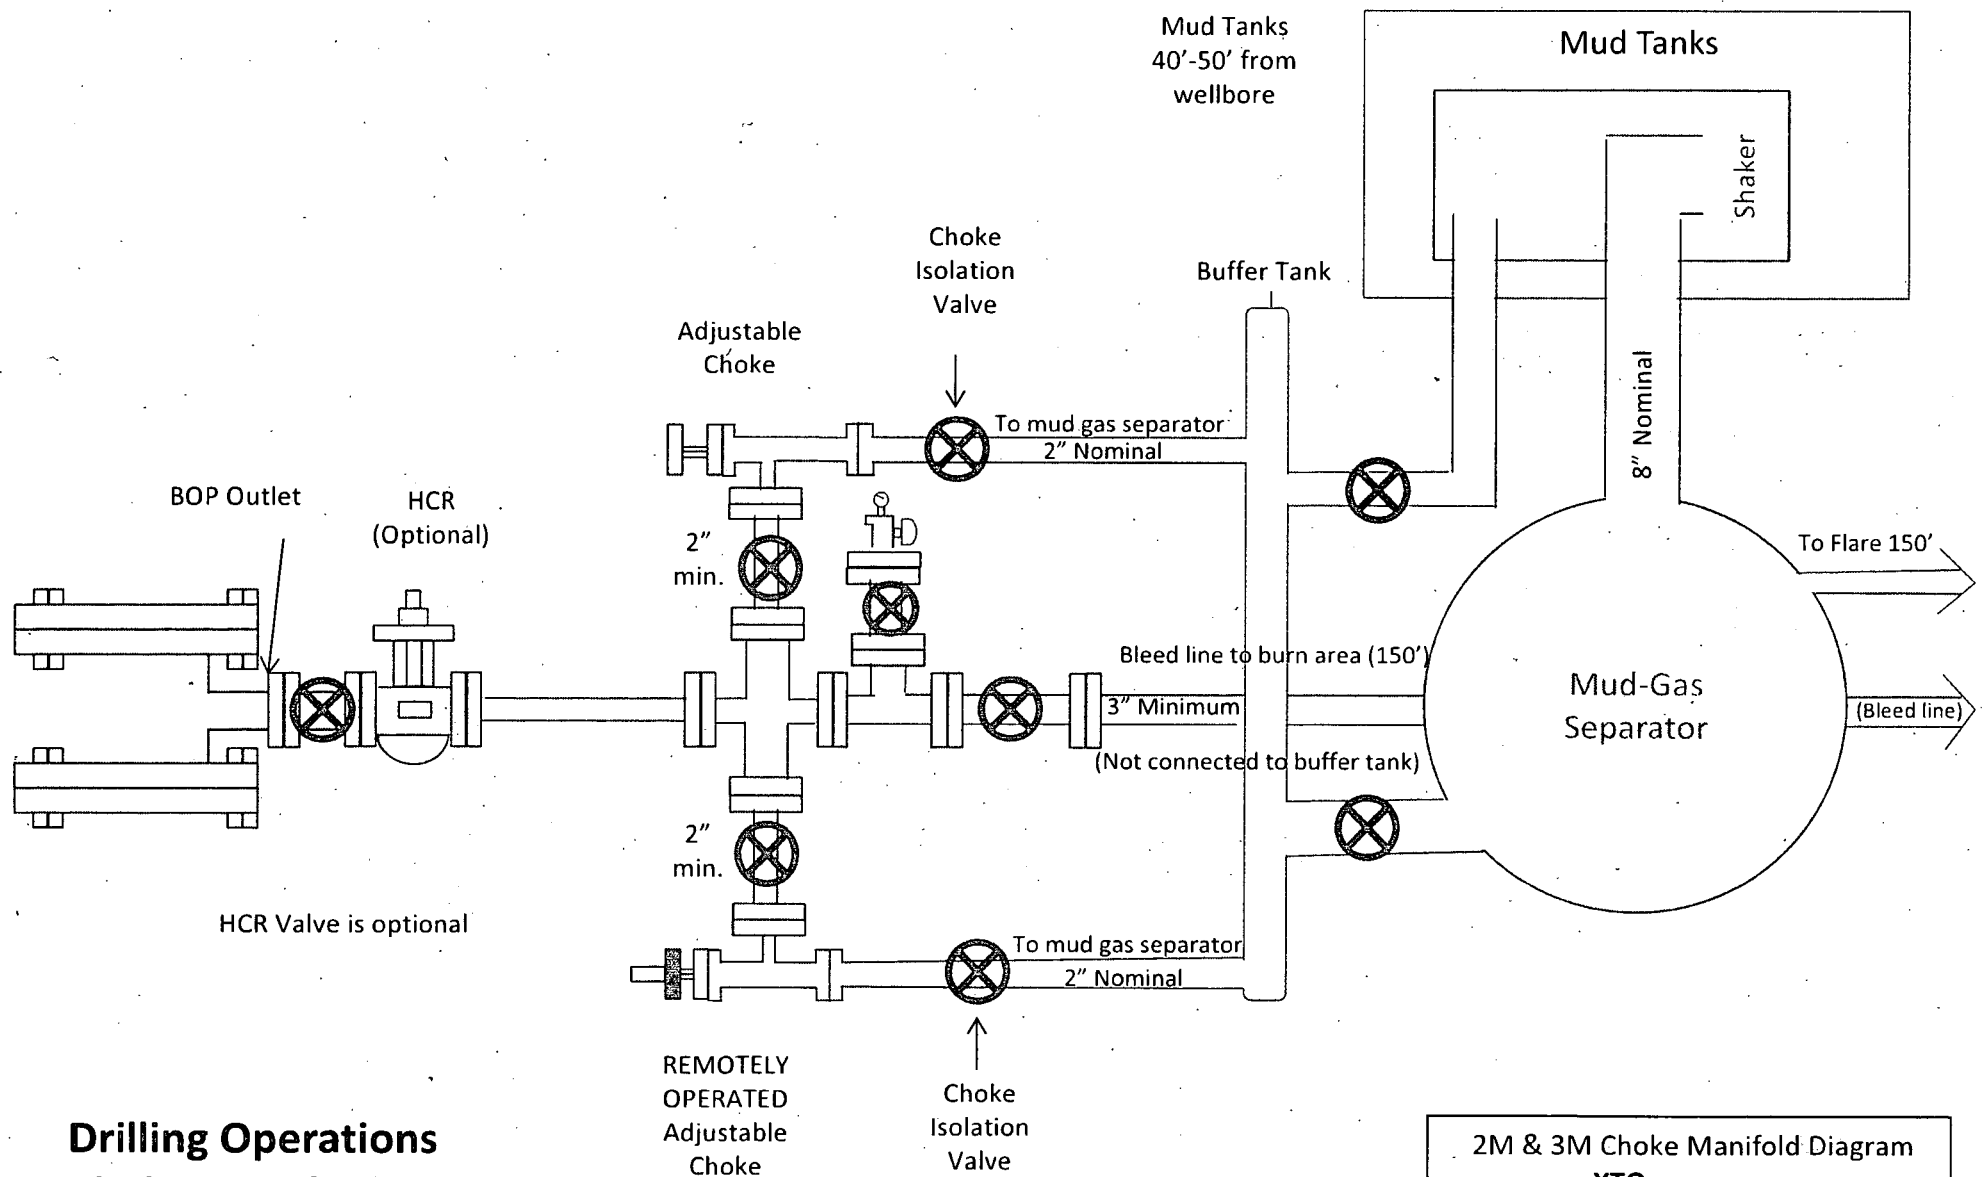 Mud Tanks
40’-50’ from
wellbore
Mud Tanks
Shaker
Choke
Isolation
Valve
Buffer Tank
Adjustable
Choke
To mud gas separator
2” Nominal
8” Nominal
BOP Outlet
HCR
(Optional)
2”
min.
To Flare 150’
Bleed line to burn area (150’)
3” Minimum
(Not connected to buffer tank)
Mud-Gas
Separator
(Bleed line)
2”
min.
HCR Valve is optional
To mud gas separator
2” Nominal
REMOTELY
OPERATED
Adjustable
Choke
Choke
Isolation
Valve
Drilling Operations
2M & 3M Choke Manifold Diagram
XTO